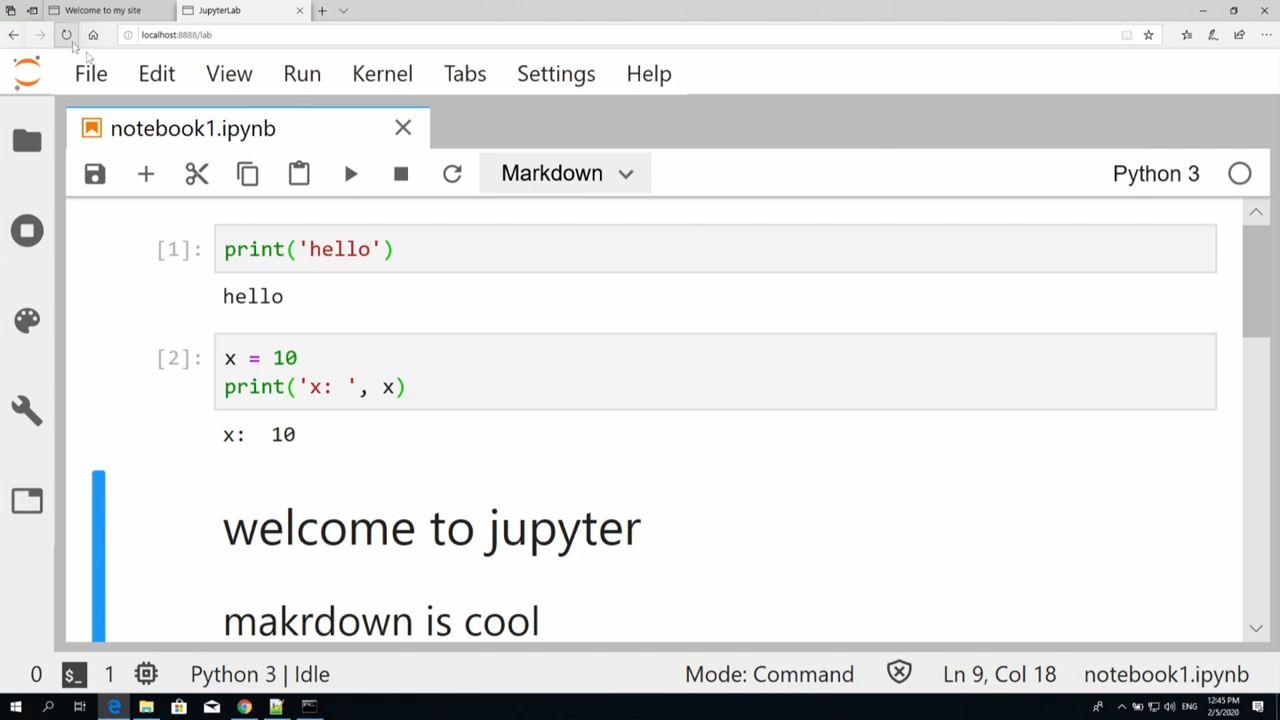 Welcome to my site
JupyterLab
localhost:8888/lab
File Edit View Run Kernel Tabs Settings Help
notebook1.ipynb
Markdown
Python 3
[1]: print('hello')
hello
[2]: x = 10
print('x: ', x)
x:  10
welcome to jupyter
makrdown is cool
0 $_ 1 Python 3 | Idle Mode: Command Ln 9, Col 18 notebook1.ipynb
ENG
12:45 PM
2/5/2020